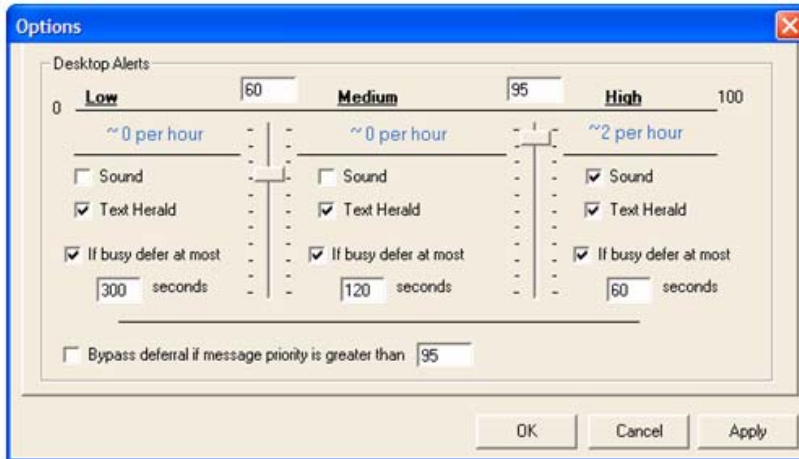 Options
Desktop Alerts
0 Low 60 Medium 95 High 100
~0 per hour ~0 per hour ~2 per hour
Sound Sound Sound
Text Herald Text Herald Text Herald
If busy defer at most If busy defer at most If busy defer at most
300 seconds 120 seconds 60 seconds
Bypass deferral if message priority is greater than 95
OK Cancel Apply